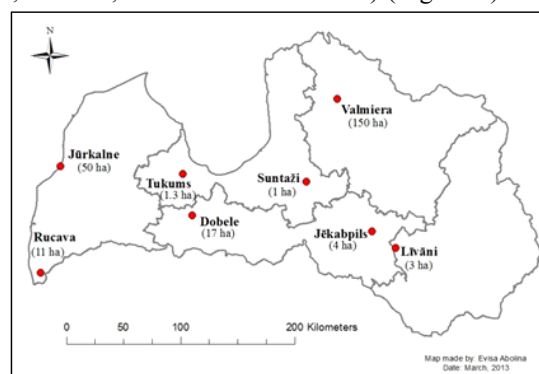 N
Valmiera
(150 ha)
Jūrkalne
(50 ha)
Tukums
(1.3 ha)
Suntaži
(1 ha)
Dobele
(17 ha)
Rucava
(11 ha)
Jēkabpils
(4 ha)
Līvāni
(3 ha)
0 50 100 200 Kilometers
Map made by: Evisa Abolina
Date: March, 2013